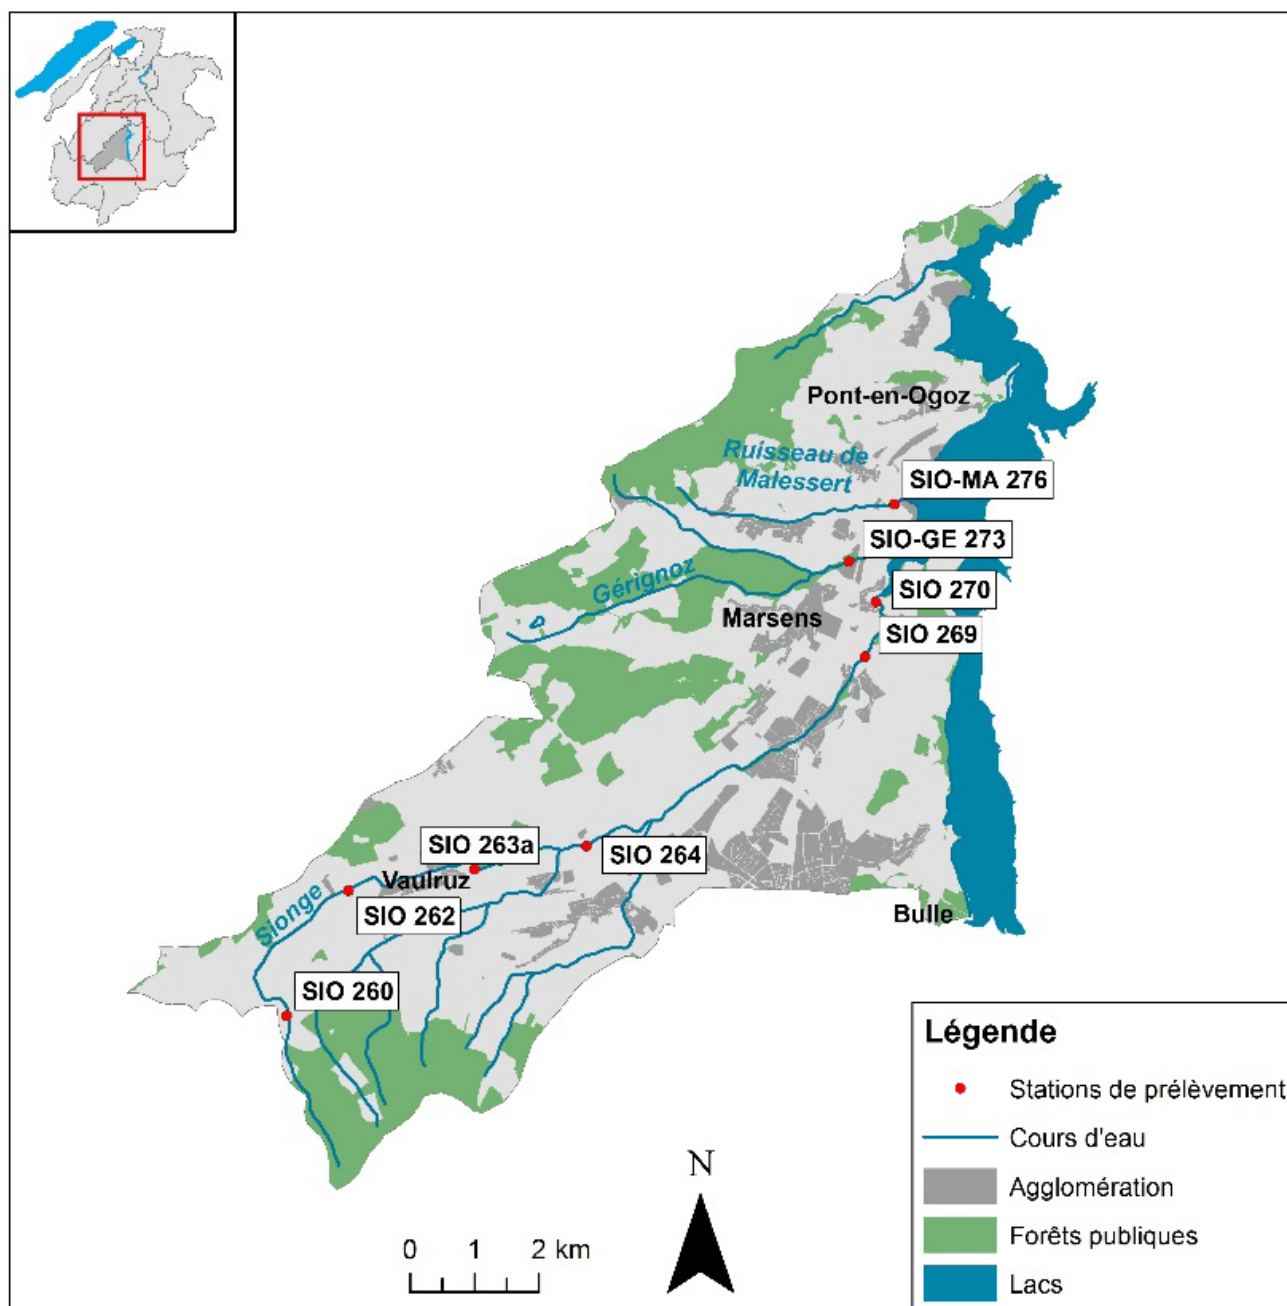 Pont-en-Ogoz
Ruisseau de
Malessert
SIO-MA 276
SIO-GE 273
Gérignoz
SIO 270
Marsens
SIO 269
SIO 263a
SIO 264
Vaulruz
Sionge
SIO 262
Bulle
SIO 260
Légende
Stations de prélèvement
Cours d'eau
Agglomération
Forêts publiques
Lacs
N
0 1 2 km